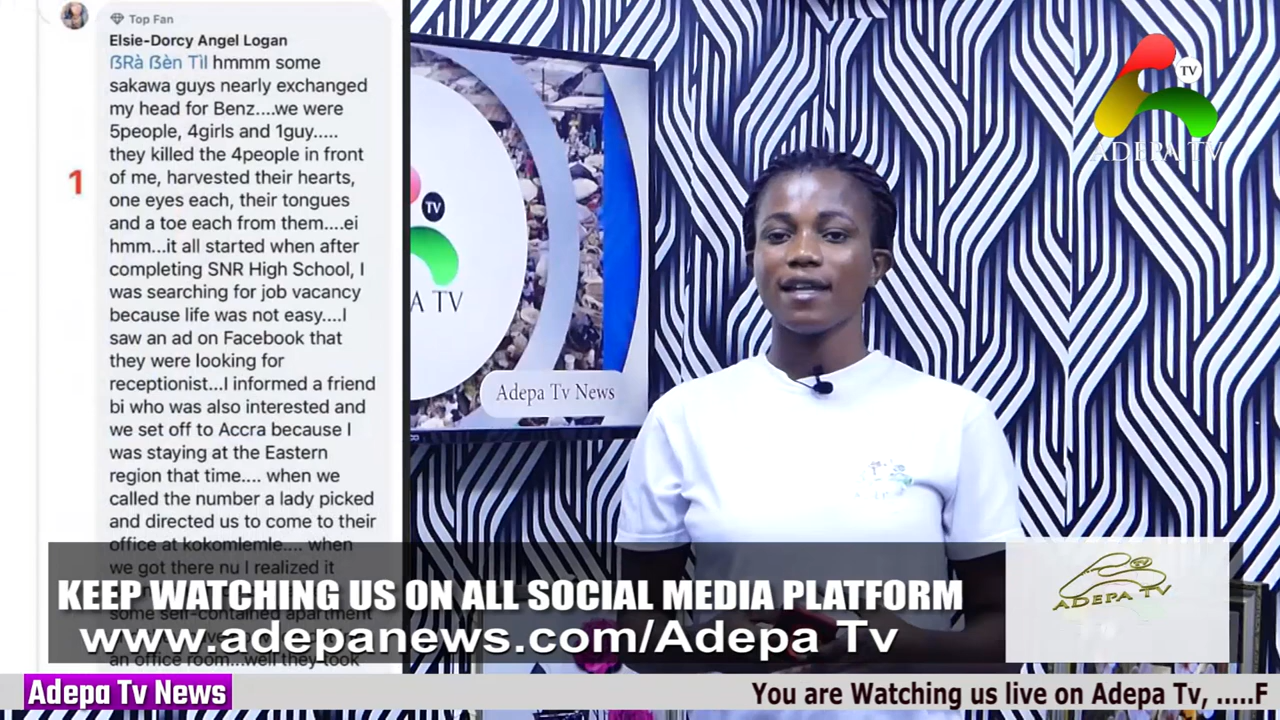 Top Fan
Elsie-Dorcy Angel Logan
ẞRà ẞèn Tìl hmmm some
sakawa guys nearly exchanged
my head for Benz....we were
5people, 4girls and 1guy.....
they killed the 4people in front
of me, harvested their hearts,
one eyes each, their tongues
and a toe each from them....ei
hmm...it all started when after
completing SNR High School, I
was searching for job vacancy
because life was not easy....I
saw an ad on Facebook that
they were looking for
receptionist...I informed a friend
bi who was also interested and
we set off to Accra because I
was staying at the Eastern
region that time.... when we
called the number a lady picked
and directed us to come to their
office at kokomlemle.... when
we got there nu I realized it
some self-contained apartment
an office room...well they took
1
TV
ADEPA TV
TV
A TV
Adepa Tv News
KEEP WATCHING US ON ALL SOCIAL MEDIA PLATFORM
www.adepanews.com/Adepa Tv
ADEPA TV
Adepa Tv News
You are Watching us live on Adepa Tv, .....F